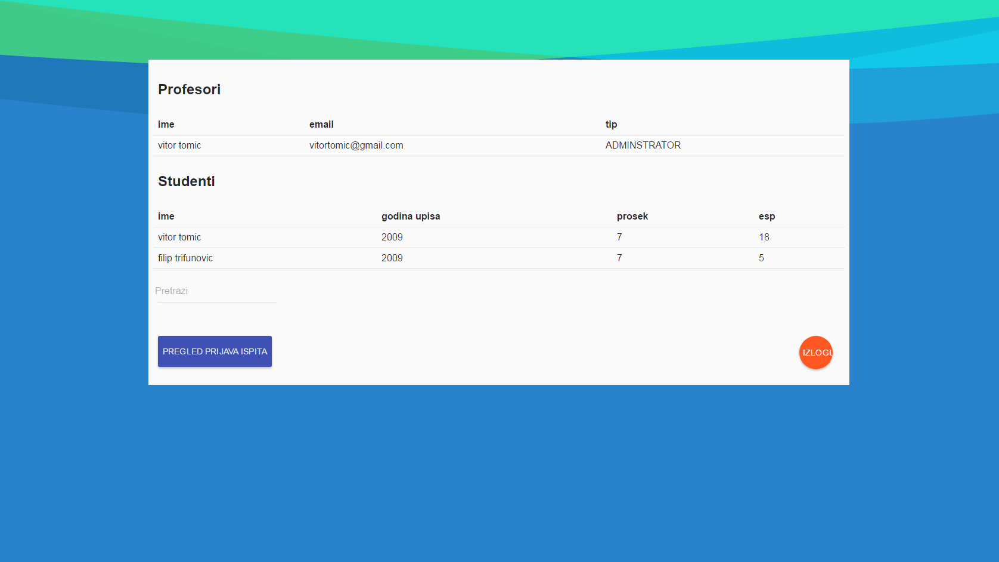 Profesori
ime email tip
vitor tomic vitortomic@gmail.com ADMINSTRATOR
Studenti
ime godina upisa prosek esp
vitor tomic 2009 7 18
filip trifunovic 2009 7 5
Pretrazi
PREGLED PRIJAVA ISPITA IZLOGU